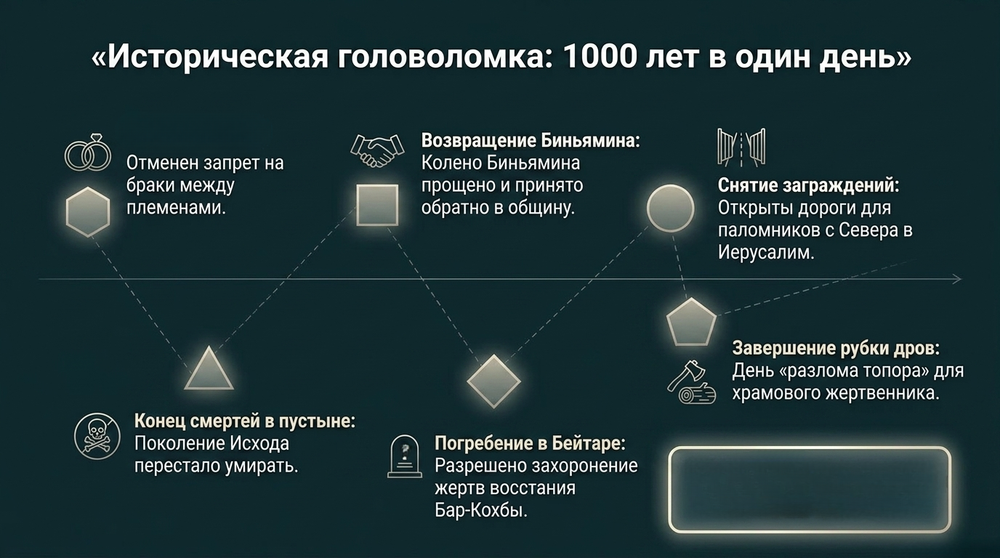 «Историческая головоломка: 1000 лет в один день»
Отменен запрет на
браки между
племенами.
Возвращение Биньямина:
Колено Биньямина
прощено и принято
обратно в общину.
Снятие заграждений:
Открыты дороги для
паломников с Севера в
Иерусалим.
Конец смертей в пустыне:
Поколение Исхода
перестало умирать.
Погребение в Бейтаре:
Разрешено захоронение
жертв восстания
Бар-Кохбы.
Завершение рубки дров:
День «разлома топора» для
храмового жертвенника.